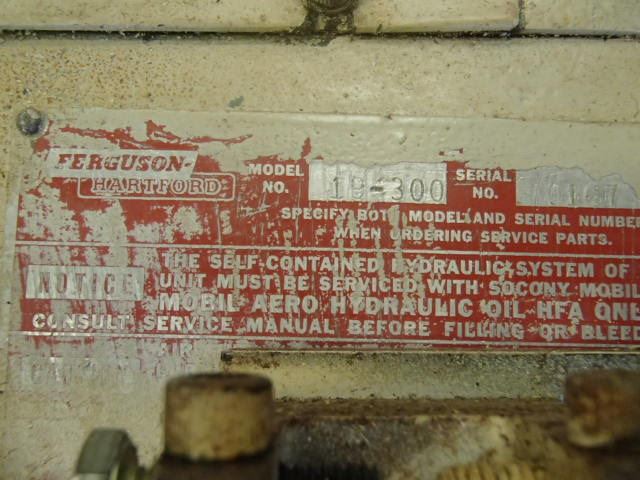 FERGUSON-
HARTFORD
MODEL NO. 19-300 SERIAL NO.
SPECIFY BOTH MODEL AND SERIAL NUMBER
WHEN ORDERING SERVICE PARTS.
NOTICE
THE SELF-CONTAINED HYDRAULIC SYSTEM OF
UNIT MUST BE SERVICED WITH SOCONY MOBIL
MOBIL AERO HYDRAULIC OIL HFA
CONSULT SERVICE MANUAL BEFORE FILLING OR